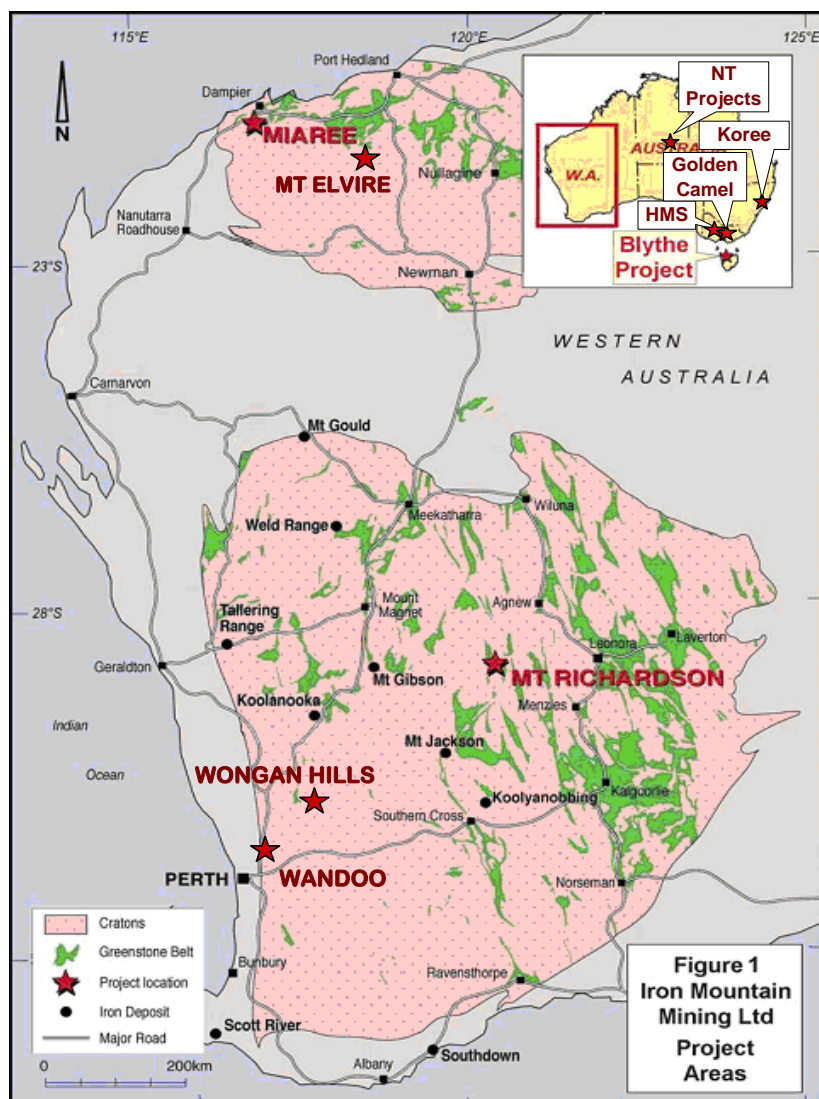 115°E
120°E
125°E
Port Hedland
Dampier
N
MIAREE
MT ELVIRE
Nullagine
Nanutarra
Roadhouse
23°S
Newman
NT
Projects
Koree
AUSTRALIA
W.A.
Golden
Camel
HMS
Blythe
Project
WESTERN
AUSTRALIA
Carnarvon
Mt Gould
Meekatharra
Wiluna
Weld Range
28°S
Tallering
Range
Mount
Magnet
Agnew
Leonora
Laverton
Geraldton
Mt Gibson
MT RICHARDSON
Koolanooka
Menzies
Indian
Ocean
Mt Jackson
WONGAN HILLS
Koolyanobbing
Kalgoorlie
Southern Cross
WANDOO
PERTH
Norseman
Cratons
Greenstone Belt
Project location
Iron Deposit
Major Road
0
200km
Bunbury
Ravensthorpe
Scott River
Albany
Southdown
Figure 1
Iron Mountain
Mining Ltd
Project
Areas